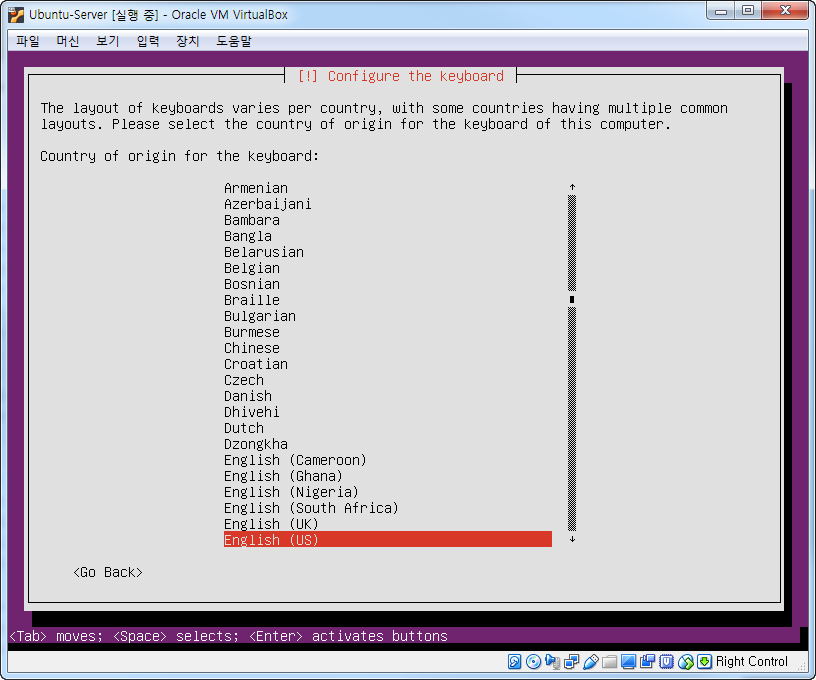 Ubuntu-Server [실행 중] - Oracle VM VirtualBox
파일 머신 보기 입력 장치 도움말
[!] Configure the keyboard
The layout of keyboards varies per country, with some countries having multiple common
layouts. Please select the country of origin for the keyboard of this computer.
Country of origin for the keyboard:
Armenian
Azerbaijani
Bambara
Bangla
Belarusian
Belgian
Bosnian
Braille
Bulgarian
Burmese
Chinese
Croatian
Czech
Danish
Dhivehi
Dutch
Dzongkha
English (Cameroon)
English (Ghana)
English (Nigeria)
English (South Africa)
English (UK)
English (US)
<Go Back>
<Tab> moves; <Space> selects; <Enter> activates buttons
Right Control